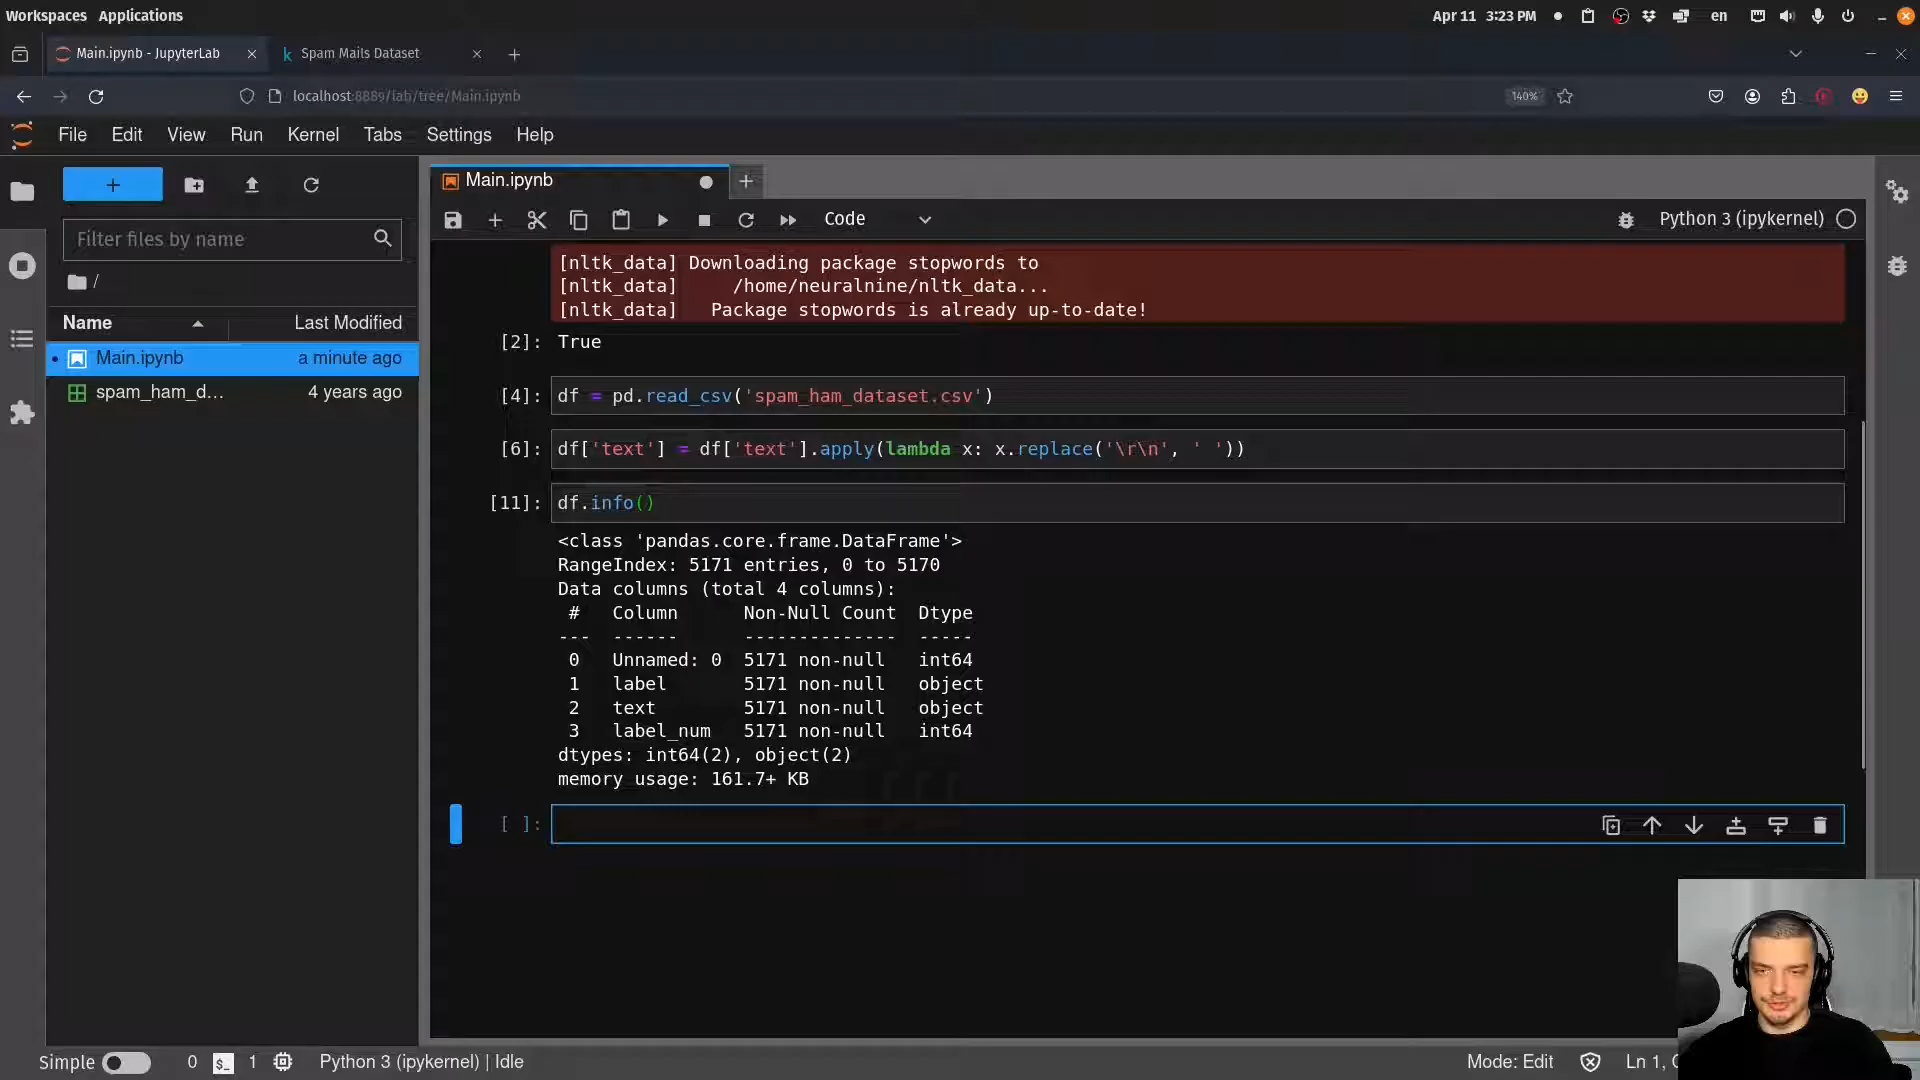 Workspaces Applications
Apr 11 3:23 PM
en
Main.ipynb - JupyterLab
Spam Mails Dataset
localhost:8889/lab/tree/Main.ipynb
140%
File Edit View Run Kernel Tabs Settings Help
Main.ipynb
Filter files by name
Code
Python 3 (ipykernel)
/
Name Last Modified
Main.ipynb a minute ago
spam_ham_d... 4 years ago
[nltk_data] Downloading package stopwords to
[nltk_data]     /home/neuralnine/nltk_data...
[nltk_data]   Package stopwords is already up-to-date!
[2]: True
[4]: df = pd.read_csv('spam_ham_dataset.csv')
[6]: df['text'] = df['text'].apply(lambda x: x.replace('\r\n', ' '))
[11]: df.info()
<class 'pandas.core.frame.DataFrame'>
RangeIndex: 5171 entries, 0 to 5170
Data columns (total 4 columns):
 #   Column      Non-Null Count  Dtype
---  ------      --------------  -----
 0   Unnamed: 0  5171 non-null   int64
 1   label       5171 non-null   object
 2   text        5171 non-null   object
 3   label_num   5171 non-null   int64
dtypes: int64(2), object(2)
memory usage: 161.7+ KB
[ ]:
Simple 0 $_ 1 Python 3 (ipykernel) | Idle
Mode: Edit
Ln 1,